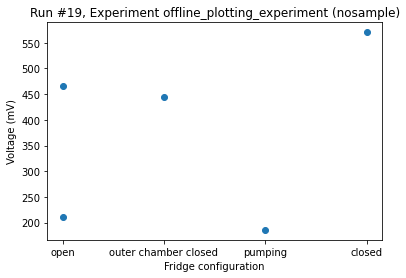 Run #19, Experiment offline_plotting_experiment (nosample)
Voltage (mV)
550
500
450
400
350
300
250
200
open outer chamber closed pumping closed
Fridge configuration